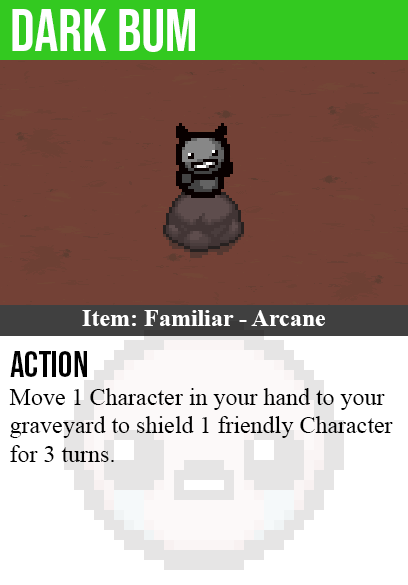 DARK BUM
Item: Familiar - Arcane
ACTION
Move 1 Character in your hand to your
graveyard to shield 1 friendly Character
for 3 turns.